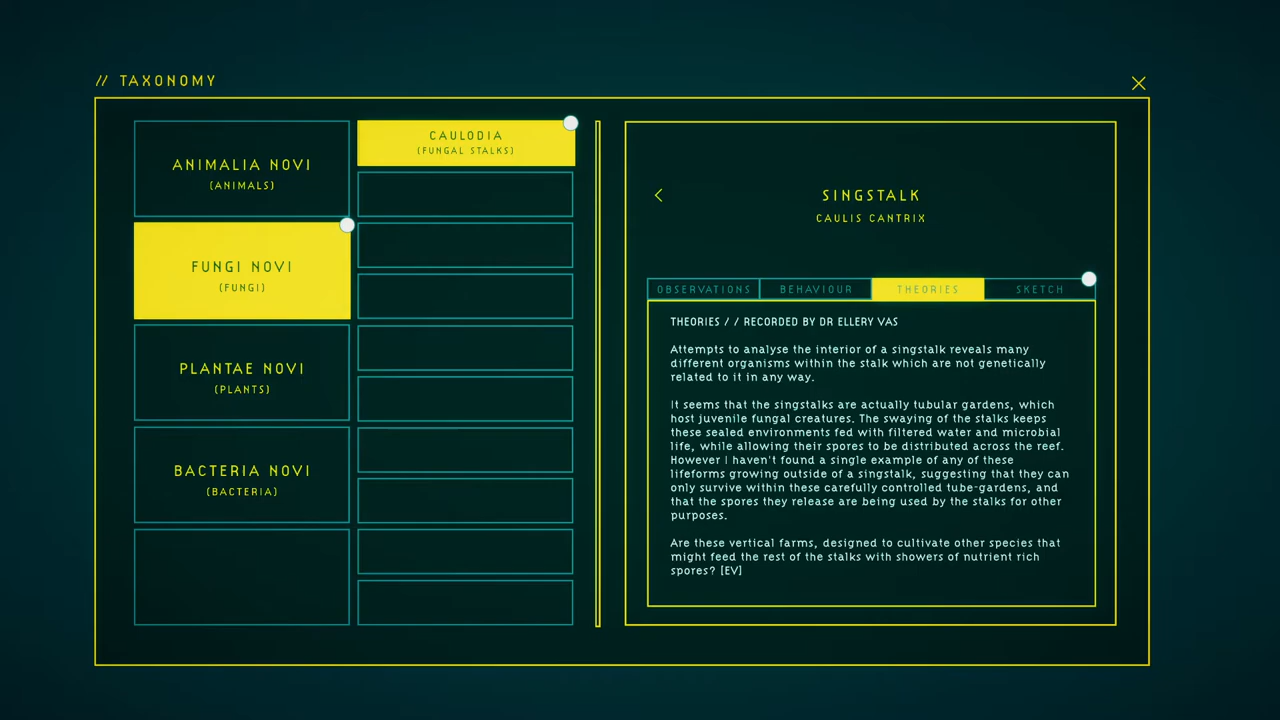 // TAXONOMY
ANIMALIA NOVI
(ANIMALS)
FUNGI NOVI
(FUNGI)
PLANTAE NOVI
(PLANTS)
BACTERIA NOVI
(BACTERIA)
CAULODIA
(FUNGAL STALKS)
SINGSTALK
CAULIS CANTRIX
OBSERVATIONS
BEHAVIOUR
THEORIES
SKETCH
THEORIES / / RECORDED BY DR ELLERY VAS
Attempts to analyse the interior of a singstalk reveals many
different organisms within the stalk which are not genetically
related to it in any way.
It seems that the singstalks are actually tubular gardens, which
host juvenile fungal creatures. The swaying of the stalks keeps
these sealed environments fed with filtered water and microbial
life, while allowing their spores to be distributed across the reef.
However I haven't found a single example of any of these
lifeforms growing outside of a singstalk, suggesting that they can
only survive within these carefully controlled tube-gardens, and
that the spores they release are being used by the stalks for other
purposes.
Are these vertical farms, designed to cultivate other species that
might feed the rest of the stalks with showers of nutrient rich
spores? [EV]